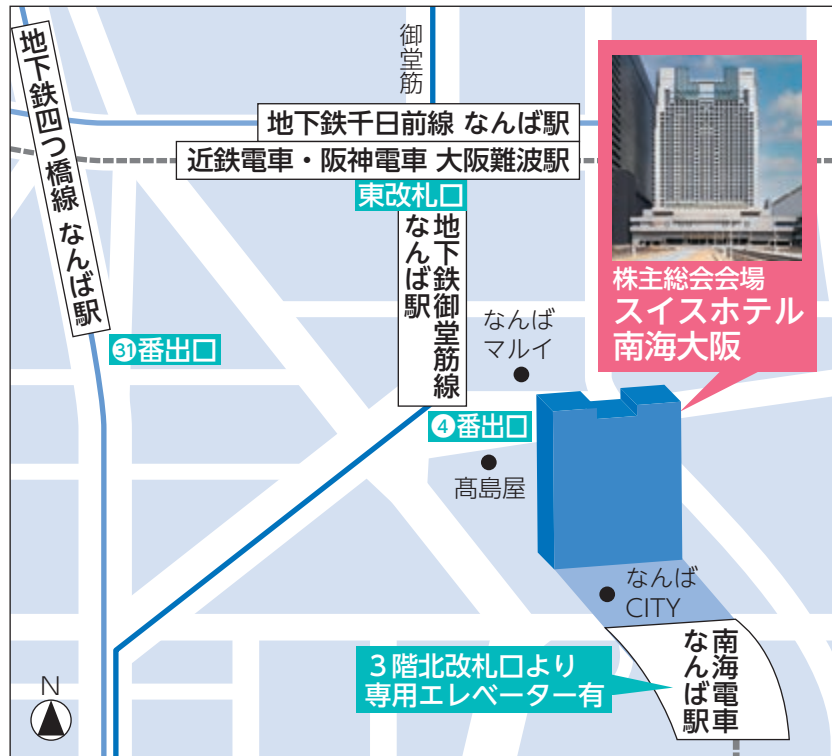 御堂筋
地下鉄四つ橋線 なんば駅
地下鉄千日前線 なんば駅
近鉄電車・阪神電車 大阪難波駅
東改札口
地下鉄御堂筋線
なんば駅
株主総会会場
スイスホテル
南海大阪
なんば
マルイ
㉛番出口
❹番出口
髙島屋
なんば
CITY
南海電車
なんば駅
3階北改札口より
専用エレベーター有
N